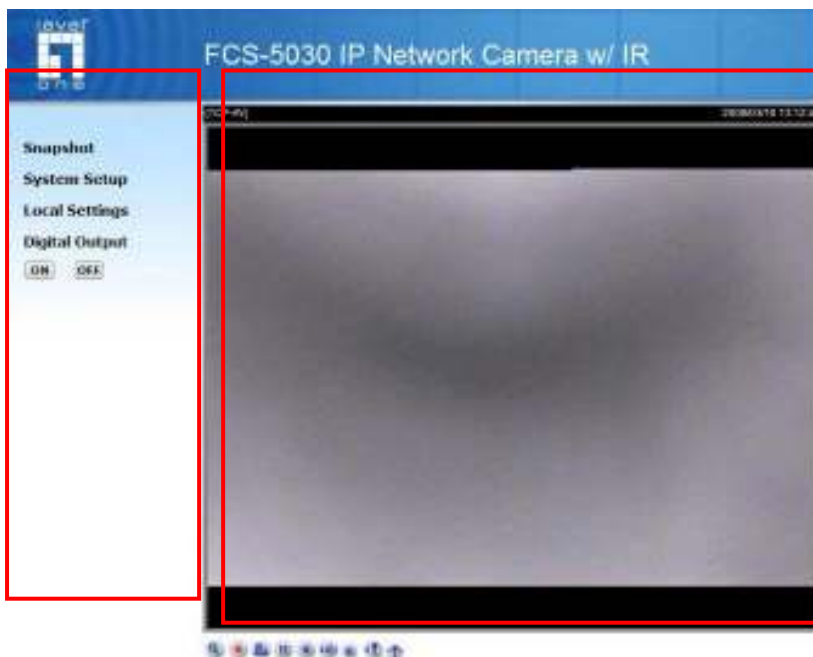 level
one
FCS-5030 IP Network Camera w/ IR
Snapshot
System Setup
Local Settings
Digital Output
ON OFF